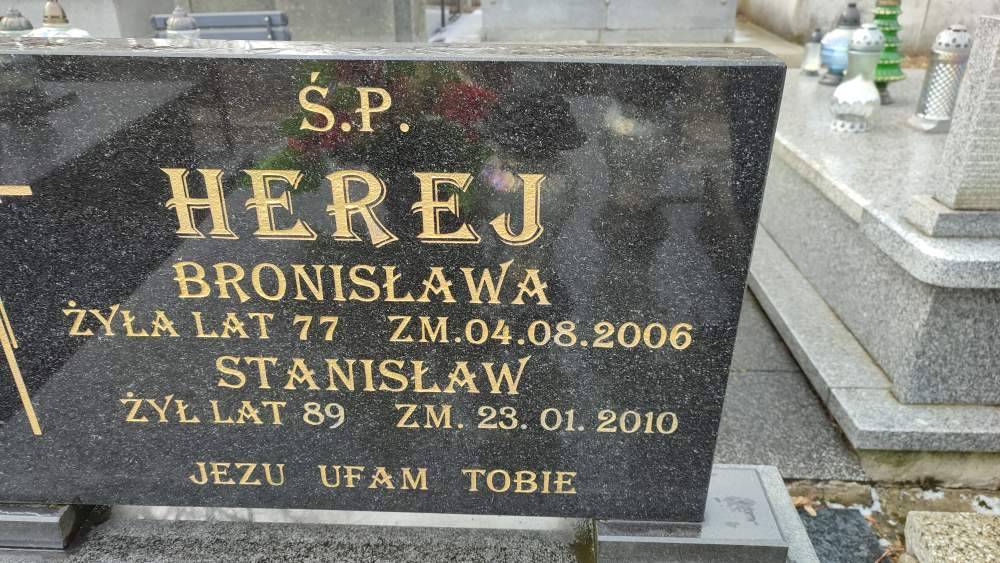 Ś.P.
HEREJ
BRONISŁAWA
ŻYŁA LAT 77 ZM.04.08.2006
STANISŁAW
ŻYŁ LAT 89 ZM. 23. 01. 2010
JEZU UFAM TOBIE